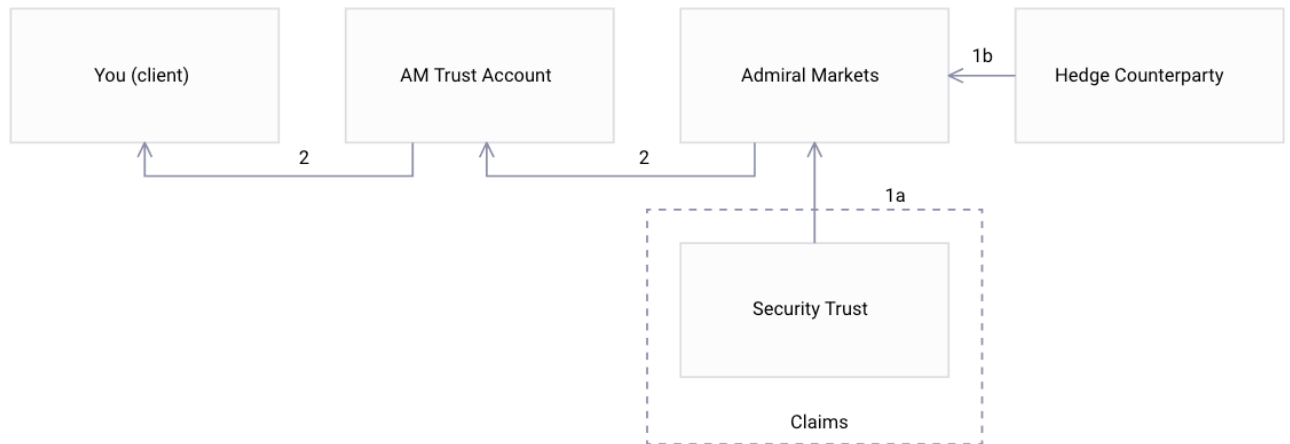 You (client)
AM Trust Account
Admiral Markets
1b
Hedge Counterparty
2
2
1a
Security Trust
Claims